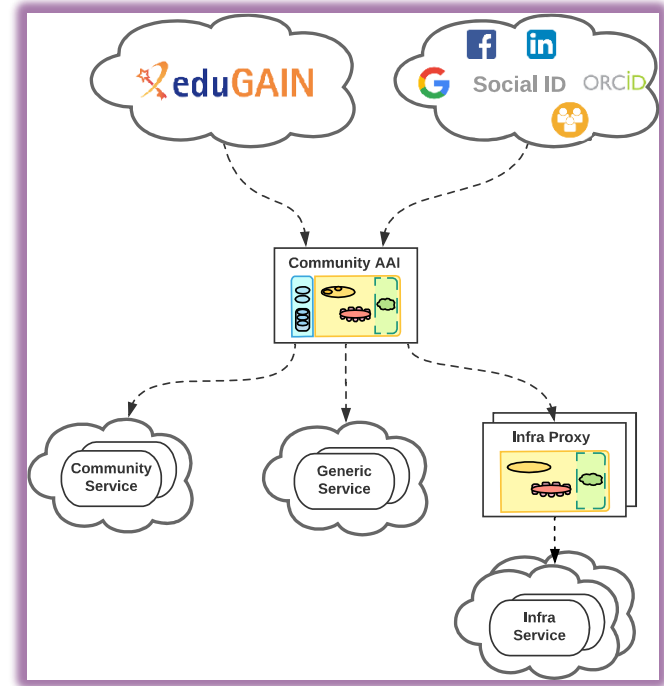 eduGAIN
f
in
G
Social ID
ORCID
Community AAI
Community
Service
Generic
Service
Infra Proxy
Infra
Service